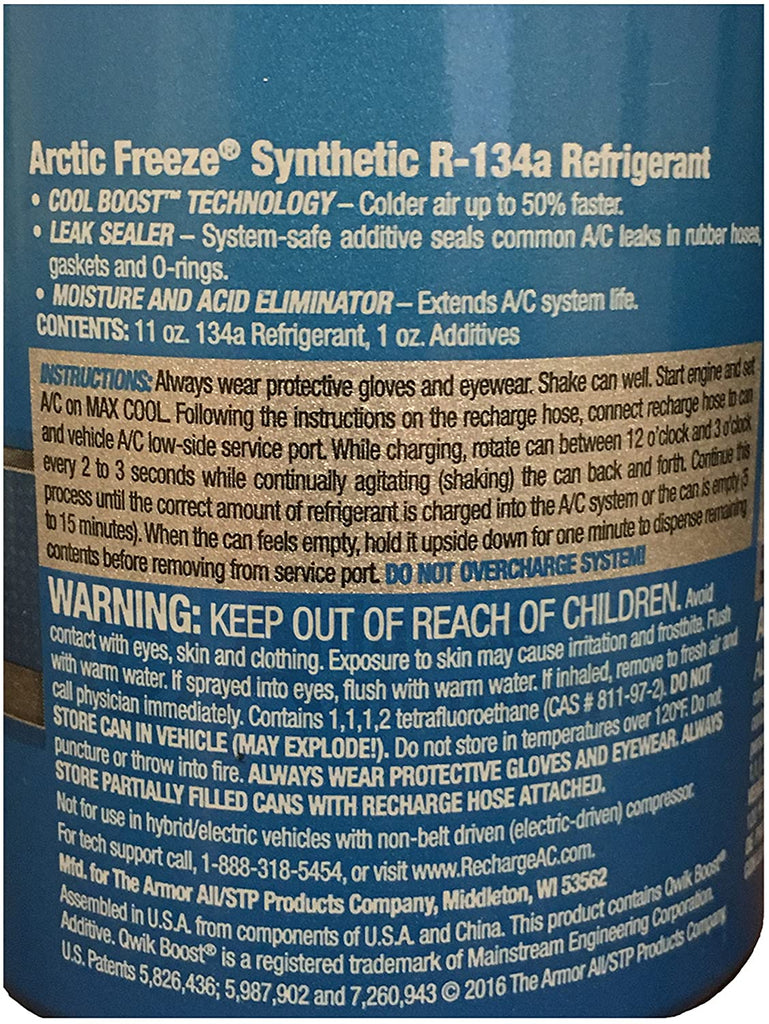 Arctic Freeze® Synthetic R-134a Refrigerant
• COOL BOOST™ TECHNOLOGY – Colder air up to 50% faster.
• LEAK SEALER – System-safe additive seals common A/C leaks in rubber hoses,
gaskets and O-rings.
• MOISTURE AND ACID ELIMINATOR – Extends A/C system life.
CONTENTS: 11 oz. 134a Refrigerant, 1 oz. Additives
INSTRUCTIONS: Always wear protective gloves and eyewear. Shake can well. Start engine and set
A/C on MAX COOL. Following the instructions on the recharge hose, connect recharge hose to can
and vehicle A/C low-side service port. While charging, rotate can between 12 o'clock and 3 o'clock
every 2 to 3 seconds while continually agitating (shaking) the can back and forth. Continue this
process until the correct amount of refrigerant is charged into the A/C system or the can is empty (5
to 15 minutes). When the can feels empty, hold it upside down for one minute to dispense remaining
contents before removing from service port. DO NOT OVERCHARGE SYSTEM!
WARNING: KEEP OUT OF REACH OF CHILDREN. Avoid
contact with eyes, skin and clothing. Exposure to skin may cause irritation and frostbite. Flush
with warm water. If sprayed into eyes, flush with warm water. If inhaled, remove to fresh air and
call physician immediately. Contains 1,1,1,2 tetrafluoroethane (CAS # 811-97-2). DO NOT
STORE CAN IN VEHICLE (MAY EXPLODE!). Do not store in temperatures over 120°F. Do not
puncture or throw into fire. ALWAYS WEAR PROTECTIVE GLOVES AND EYEWEAR. ALWAYS
STORE PARTIALLY FILLED CANS WITH RECHARGE HOSE ATTACHED.
Not for use in hybrid/electric vehicles with non-belt driven (electric-driven) compressor.
For tech support call, 1-888-318-5454, or visit www.RechargeAC.com.
Mfd. for The Armor All/STP Products Company, Middleton, WI 53562
Assembled in U.S.A. from components of U.S.A. and China. This product contains Qwik Boost®
Additive. Qwik Boost® is a registered trademark of Mainstream Engineering Corporation.
U.S. Patents 5,826,436; 5,987,902 and 7,260,943 © 2016 The Armor All/STP Products Company